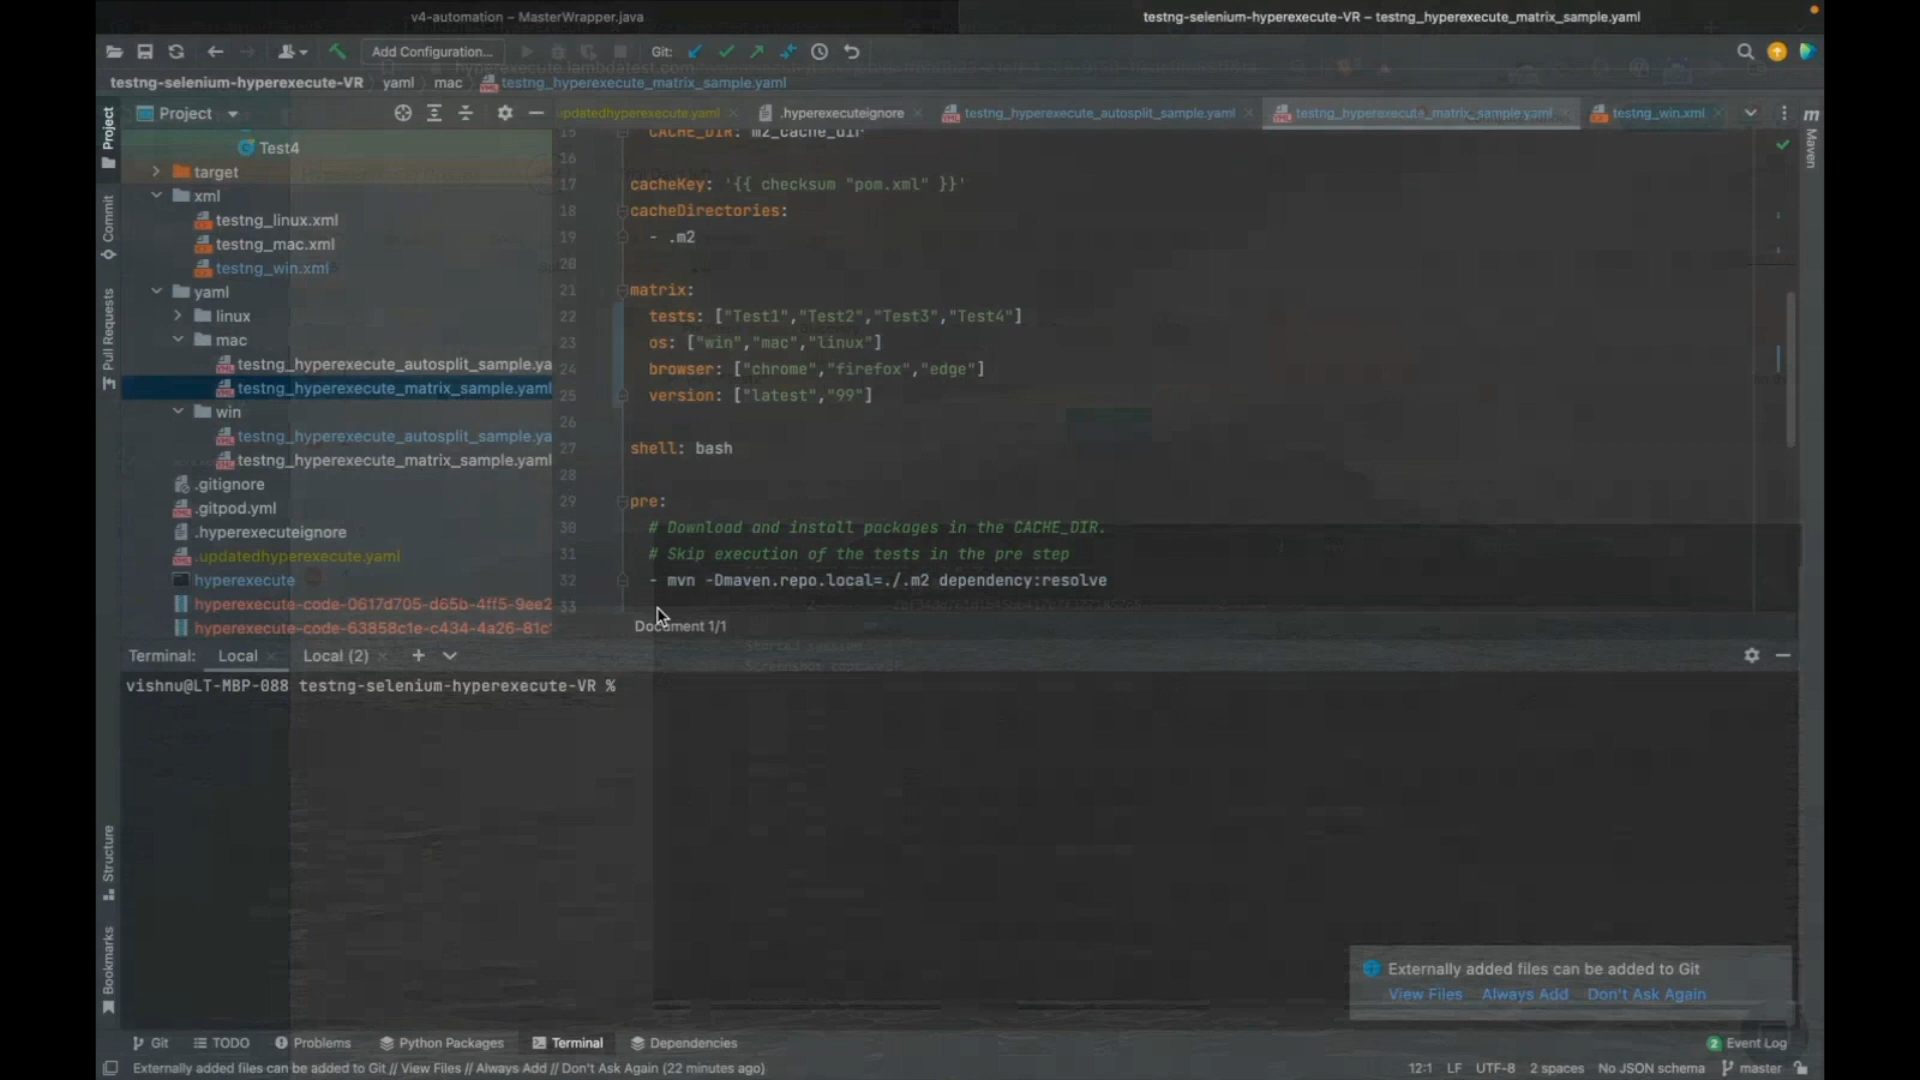 v4-automation – MasterWrapper.java
testng-selenium-hyperexecute-VR – testng_hyperexecute_matrix_sample.yaml
Add Configuration...
Git:
hyperexecute.lambdatest.com
testng-selenium-hyperexecute-VR
yaml
mac
testng_hyperexecute_matrix_sample.yaml
Project
Project
updatedhyperexecute.yaml
.hyperexecuteignore
testng_hyperexecute_autosplit_sample.yaml
testng_hyperexecute_matrix_sample.yaml
testng_win.xml
Maven
Commit
Pull Requests
Structure
Bookmarks
Test4
target
xml
testng_linux.xml
testng_mac.xml
testng_win.xml
yaml
linux
mac
testng_hyperexecute_autosplit_sample.ya
testng_hyperexecute_matrix_sample.yaml
win
testng_hyperexecute_autosplit_sample.ya
testng_hyperexecute_matrix_sample.yaml
.gitignore
.gitpod.yml
.hyperexecuteignore
.updatedhyperexecute.yaml
hyperexecute
hyperexecute-code-0617d705-d65b-4ff5-9ee2
hyperexecute-code-63858c1e-c434-4a26-81c
15 CACHE_DIR: m2_cache_dir
16
17 cacheKey: '{{ checksum "pom.xml" }}'
18 cacheDirectories:
19 - .m2
20
21 matrix:
22 tests: ["Test1","Test2","Test3","Test4"]
23 os: ["win","mac","linux"]
24 browser: ["chrome","firefox","edge"]
25 version: ["latest","99"]
26
27 shell: bash
28
29 pre:
30 # Download and install packages in the CACHE_DIR.
31 # Skip execution of the tests in the pre step
32 - mvn -Dmaven.repo.local=./.m2 dependency:resolve
33
Document 1/1
Terminal:
Local
Local (2)
vishnu@LT-MBP-088 testng-selenium-hyperexecute-VR %
Externally added files can be added to Git
View Files
Always Add
Don't Ask Again
Git
TODO
Problems
Python Packages
Terminal
Dependencies
2 Event Log
Externally added files can be added to Git // View Files // Always Add // Don't Ask Again (22 minutes ago)
12:1
LF
UTF-8
2 spaces
No JSON schema
master